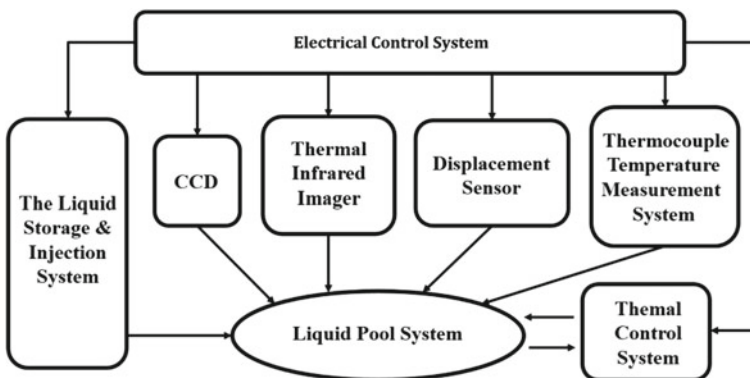 Electrical Control System
The Liquid
Storage &
Injection
System
CCD
Thermal
Infrared
Imager
Displacement
Sensor
Thermocouple
Temperature
Measurement
System
Liquid Pool System
Themal
Control
System